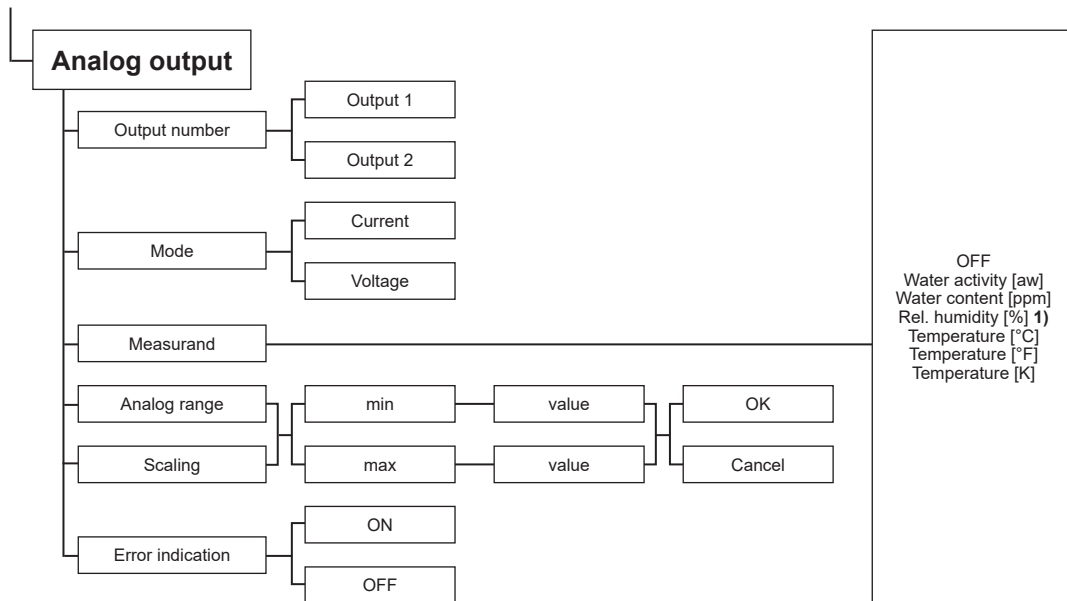 Analog output
Output number
Output 1
Output 2
Mode
Current
Voltage
Measurand
OFF
Water activity [aw]
Water content [ppm]
Rel. humidity [%] 1)
Temperature [°C]
Temperature [°F]
Temperature [K]
Analog range
min
value
OK
Scaling
max
value
Cancel
Error indication
ON
OFF